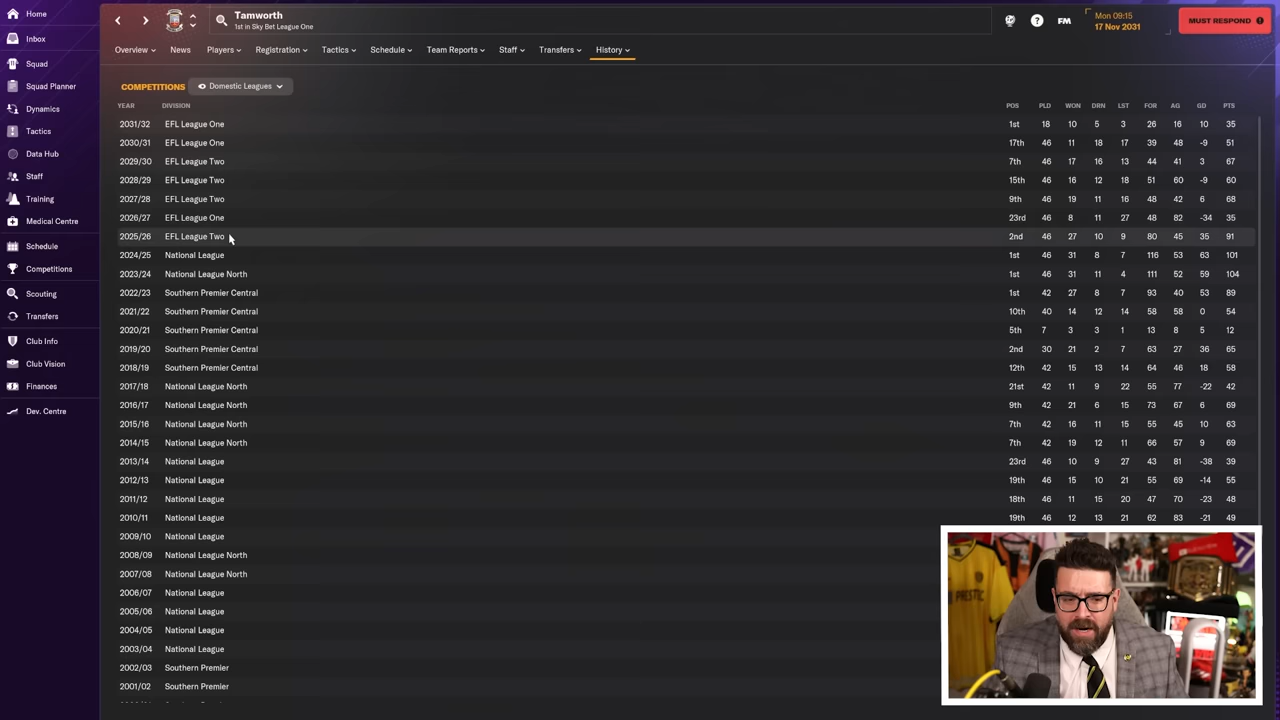 Tamworth
1st in Sky Bet League One
FM
Mon 09:15
17 Nov 2031
MUST RESPOND
Home
Inbox
Squad
Squad Planner
Dynamics
Tactics
Data Hub
Staff
Training
Medical Centre
Schedule
Competitions
Scouting
Transfers
Club Info
Club Vision
Finances
Dev. Centre
Overview News Players Registration Tactics Schedule Team Reports Staff Transfers History
COMPETITIONS Domestic Leagues
YEAR DIVISION POS PLD WON DRN LST FOR AG GD PTS
2031/32 EFL League One 1st 18 10 5 3 26 16 10 35
2030/31 EFL League One 17th 46 11 18 17 39 48 -9 51
2029/30 EFL League Two 7th 46 17 16 13 44 41 3 67
2028/29 EFL League Two 15th 46 16 12 18 51 60 -9 60
2027/28 EFL League Two 9th 46 19 11 16 48 42 6 68
2026/27 EFL League One 23rd 46 8 11 27 48 82 -34 35
2025/26 EFL League Two 2nd 46 27 10 9 80 45 35 91
2024/25 National League 1st 46 31 8 7 116 53 63 101
2023/24 National League North 1st 46 31 11 4 111 52 59 104
2022/23 Southern Premier Central 1st 42 27 8 7 93 40 53 89
2021/22 Southern Premier Central 10th 40 14 12 14 58 58 0 54
2020/21 Southern Premier Central 5th 7 3 3 1 13 8 5 12
2019/20 Southern Premier Central 2nd 30 21 2 7 63 27 36 65
2018/19 Southern Premier Central 12th 42 15 13 14 64 46 18 58
2017/18 National League North 21st 42 11 9 22 55 77 -22 42
2016/17 National League North 9th 42 21 6 15 73 67 6 69
2015/16 National League North 7th 42 16 11 15 55 45 10 63
2014/15 National League North 7th 42 19 12 11 66 57 9 69
2013/14 National League 23rd 46 10 9 27 43 81 -38 39
2012/13 National League 19th 46 15 10 21 55 69 -14 55
2011/12 National League 18th 46 11 15 20 47 70 -23 48
2010/11 National League 19th 46 12 13 21 62 83 -21 49
2009/10 National League
2008/09 National League North
2007/08 National League North
2006/07 National League
2005/06 National League
2004/05 National League
2003/04 National League
2002/03 Southern Premier
2001/02 Southern Premier